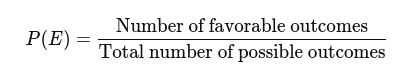 P(E) = Number of favorable outcomes / Total number of possible outcomes